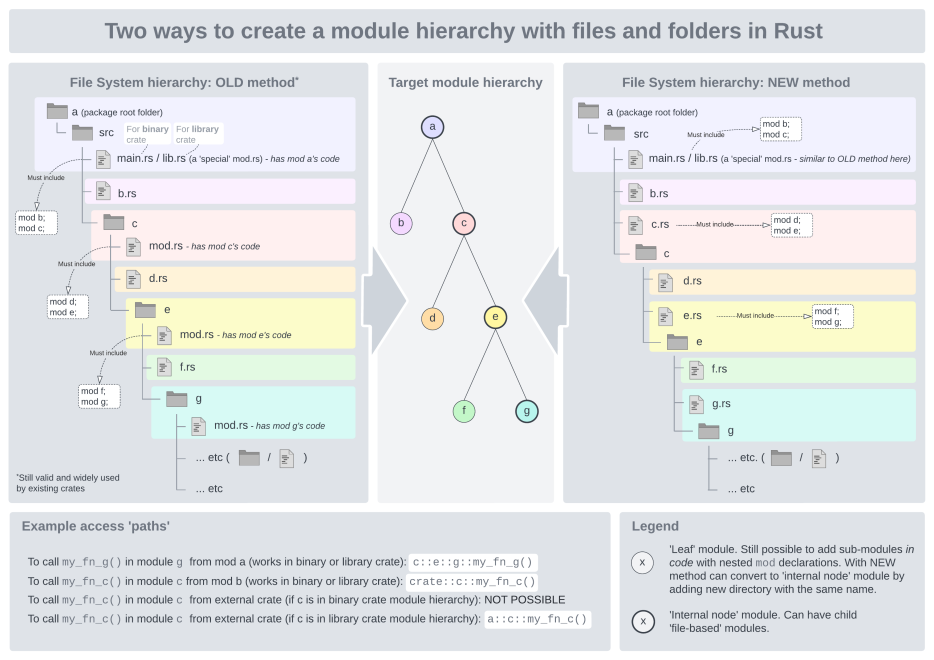 Two ways to create a module hierarchy with files and folders in Rust
File System hierarchy: OLD method*
a (package root folder)
src
For binary
crate
For library
crate
main.rs / lib.rs (a 'special' mod.rs) - has mod a's code
Must include
mod b;
mod c;
b.rs
c
mod.rs - has mod c's code
Must include
mod d;
mod e;
d.rs
e
mod.rs - has mod e's code
Must include
mod f;
mod g;
f.rs
g
mod.rs - has mod g's code
... etc ( / )
... etc
*Still valid and widely used
by existing crates
Target module hierarchy
a
b
c
d
e
f
g
File System hierarchy: NEW method
a (package root folder)
src
Must include
mod b;
mod c;
main.rs / lib.rs (a 'special' mod.rs - similar to OLD method here)
b.rs
c.rs
Must include
mod d;
mod e;
c
d.rs
e.rs
Must include
mod f;
mod g;
e
f.rs
g.rs
g
... etc. ( / )
... etc
Example access 'paths'
To call my_fn_g() in module g from mod a (works in binary or library crate): c::e::g::my_fn_g()
To call my_fn_c() in module c from mod b (works in binary or library crate): crate::c::my_fn_c()
To call my_fn_c() in module c from external crate (if c is in binary crate module hierarchy): NOT POSSIBLE
To call my_fn_c() in module c from external crate (if c is in library crate module hierarchy): a::c::my_fn_c()
Legend
x
'Leaf' module. Still possible to add sub-modules in
code with nested mod declarations. With NEW
method can convert to 'internal node' module by
adding new directory with the same name.
x
'Internal node' module. Can have child
'file-based' modules.